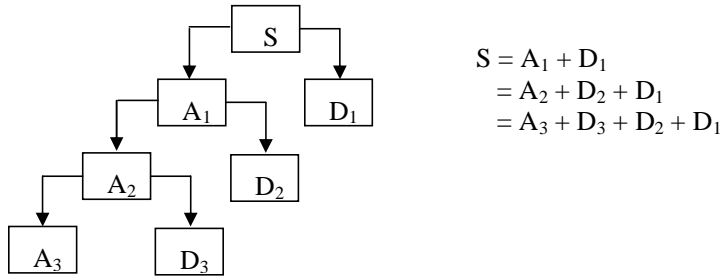 S
A₁
D₁
A₂
D₂
A₃
D₃
S = A₁ + D₁
= A₂ + D₂ + D₁
= A₃ + D₃ + D₂ + D₁